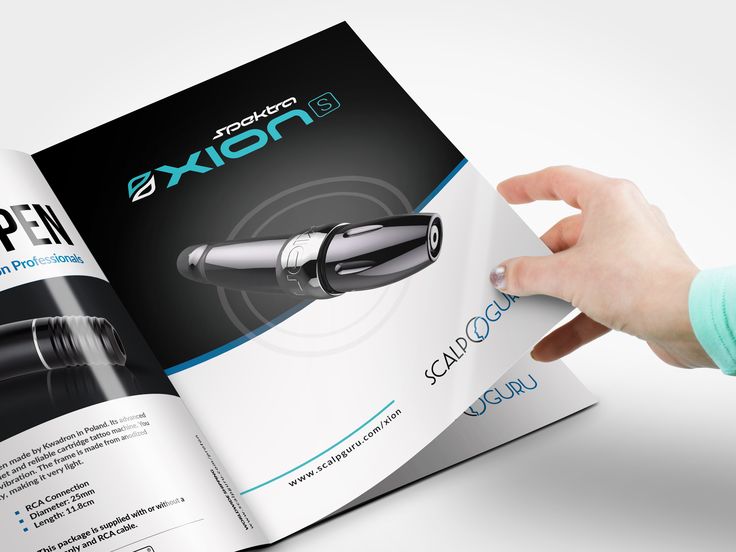 PEN
on Professionals
en made by Kwadron in Poland. Its advanced
et and reliable cartridge tattoo machine. You
vibration. The frame is made from anodized
y, making it very light.
RCA Connection
Diameter: 25mm
Length: 11.8cm
This package is supplied with or without a
ply and RCA cable.
spektra
xion S
SCALP GURU
GURU
www.scalpguru.com/xion